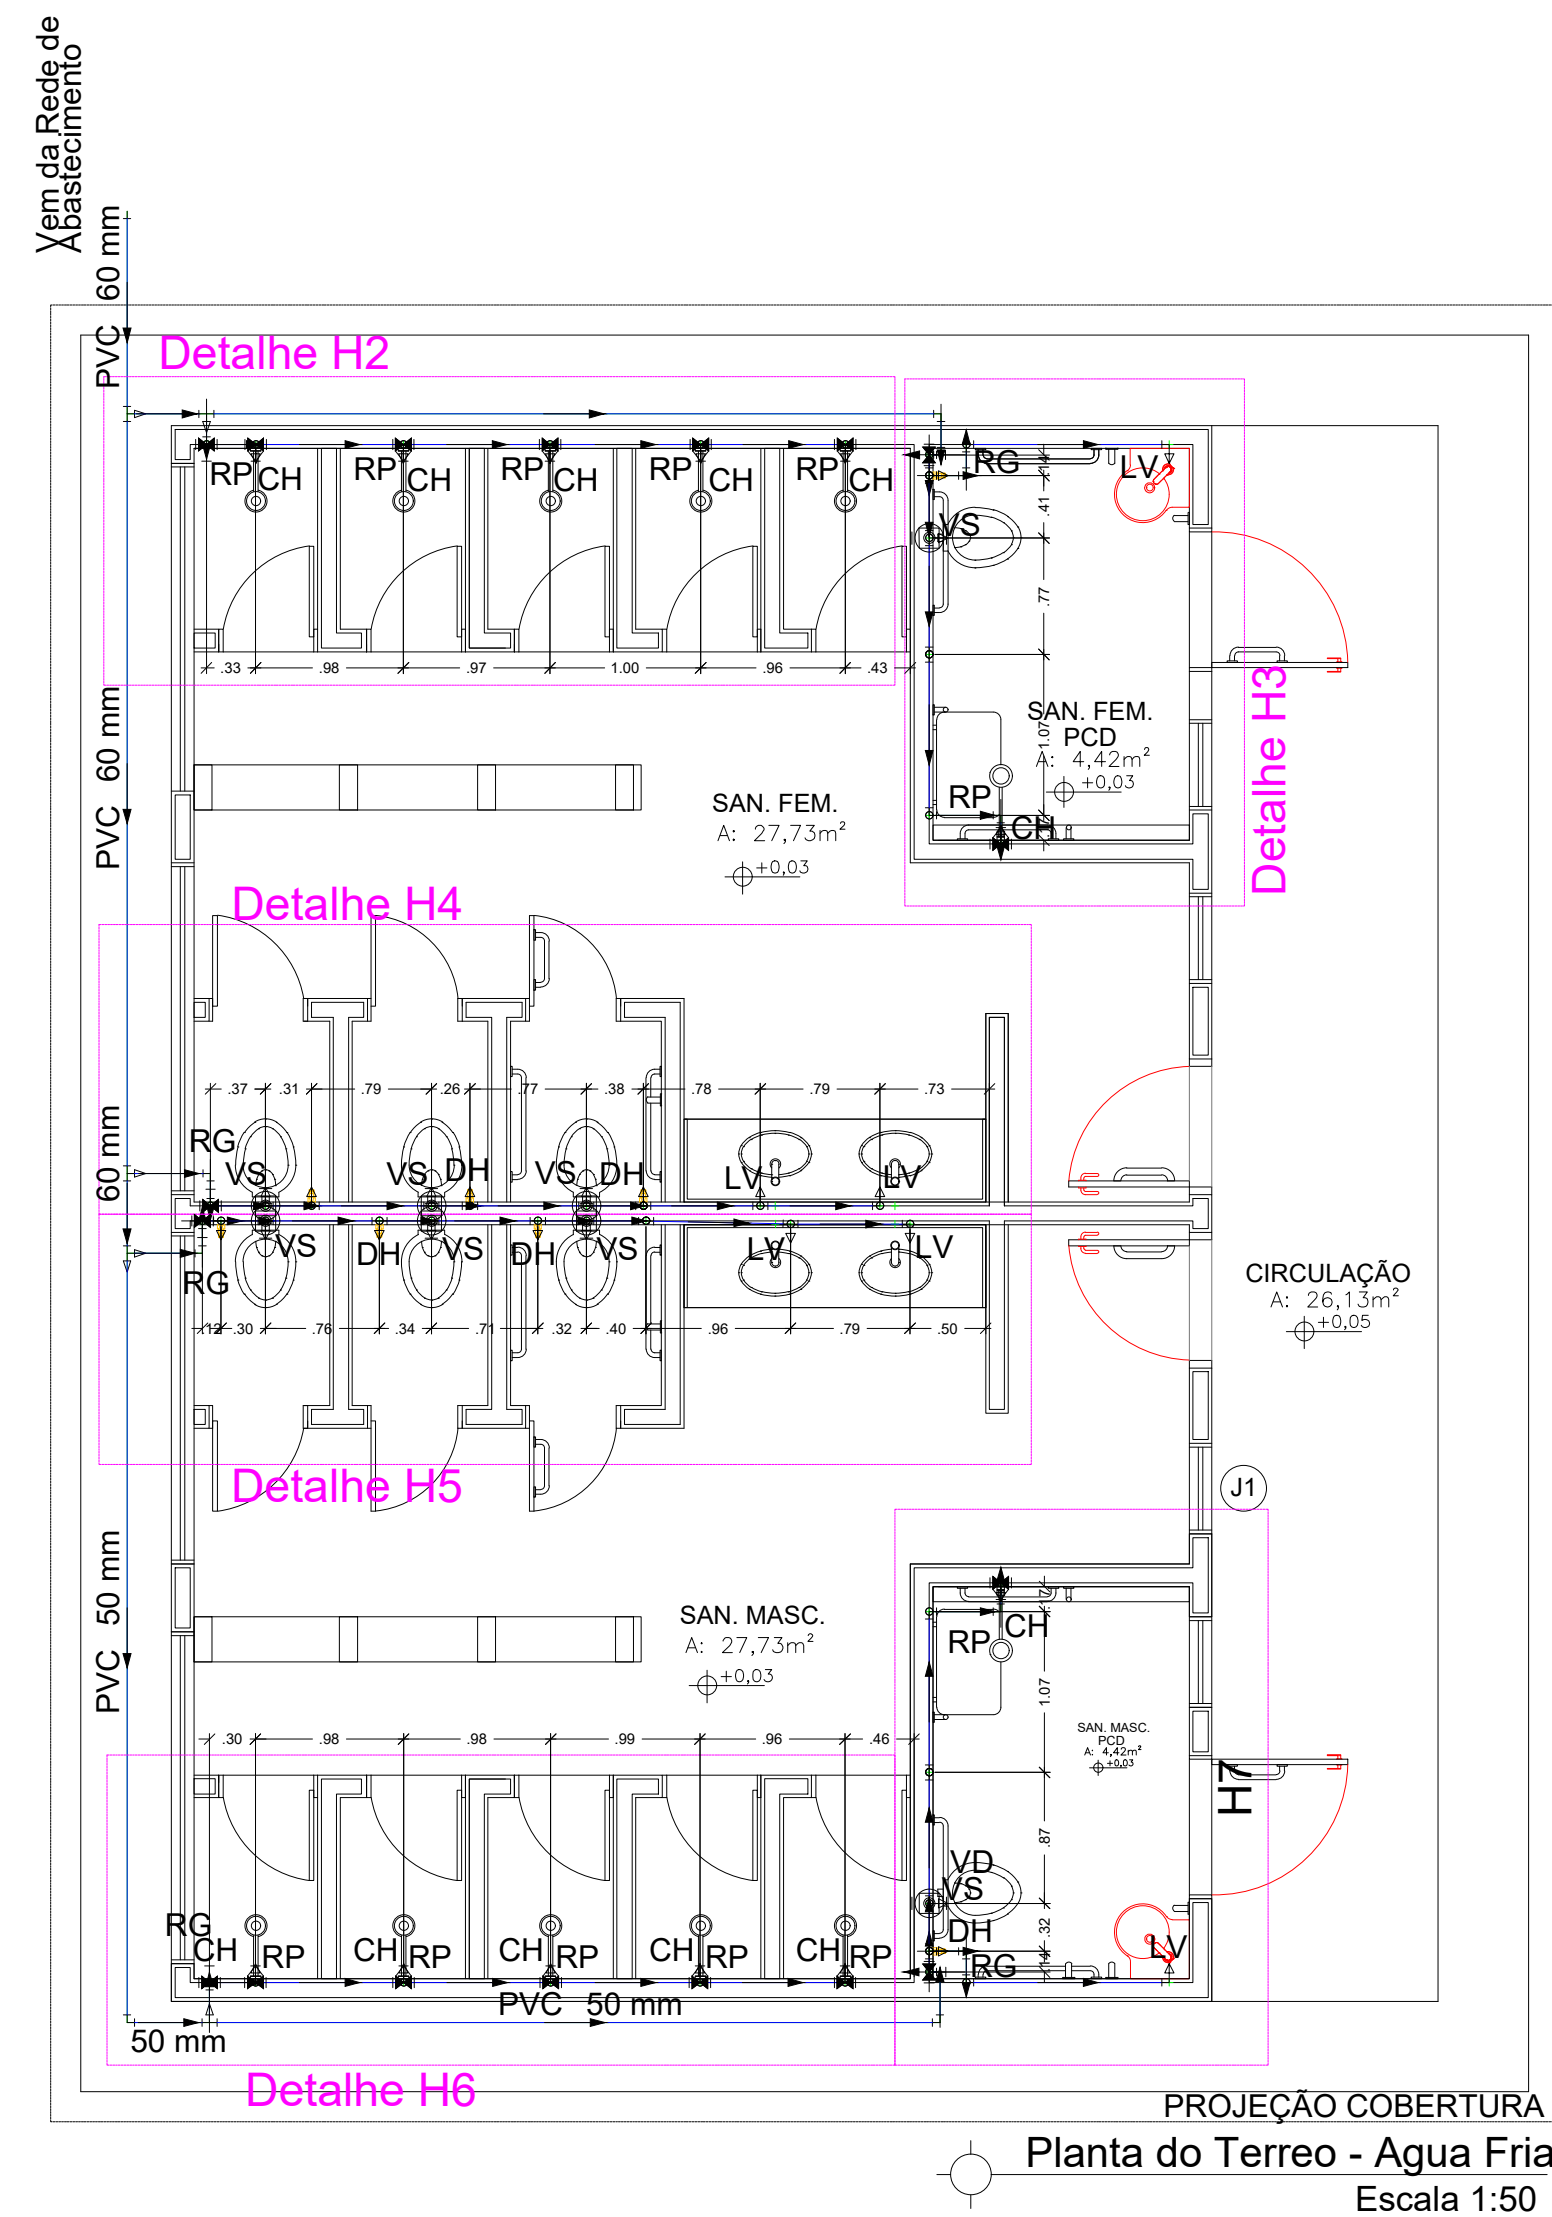 Vem da Rede de
Abastecimento
PVC 60 mm
Detalhe H2
RP CH RP CH RP CH RP CH RP CH
RG
LV
.14
.41
VS
.77
.33 .98 .97 1.00 .96 .43
SAN. FEM.
PCD
A: 4,42m²
+0,03
1.07
RP
CH
Detalhe H3
PVC 60 mm
SAN. FEM.
A: 27,73m²
+0,03
Detalhe H4
.37 .31 .79 .26 .77 .38 .78 .79 .73
60 mm
RG
VS VS DH VS DH LV LV
VS DH VS DH VS LV LV
RG
.12 .30 .76 .34 .71 .32 .40 .96 .79 .50
CIRCULAÇÃO
A: 26,13m²
+0,05
Detalhe H5
J1
PVC 50 mm
SAN. MASC.
A: 27,73m²
+0,03
.17
CH
RP
1.07
SAN. MASC.
PCD
A: 4,42m²
+0,03
H7
.30 .98 .98 .99 .96 .46
.87
VD
VS
.32
DH
.14
RG
LV
RG
CH RP CH RP CH RP CH RP CH RP
PVC 50 mm
50 mm
Detalhe H6
PROJEÇÃO COBERTURA
Planta do Terreo - Agua Fria
Escala 1:50